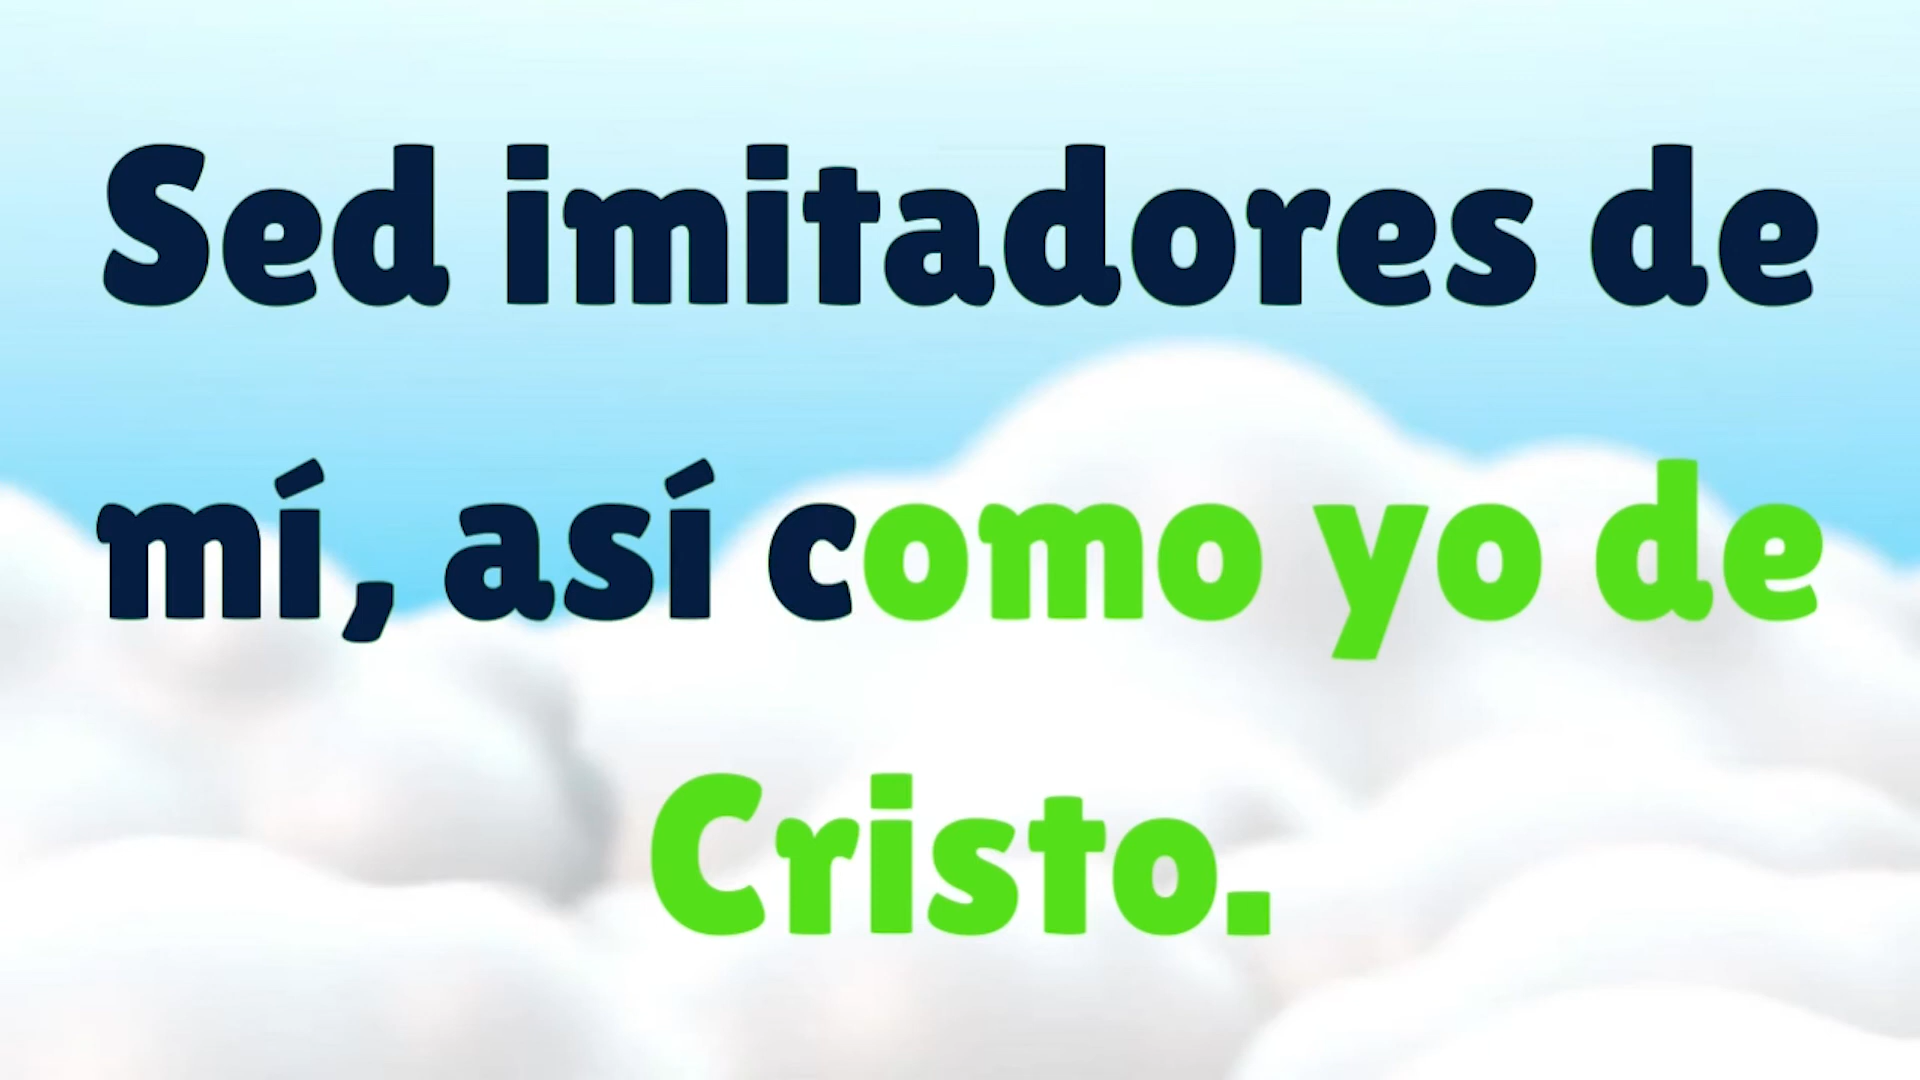 Sed imitadores de
mí, así como yo de
Cristo.